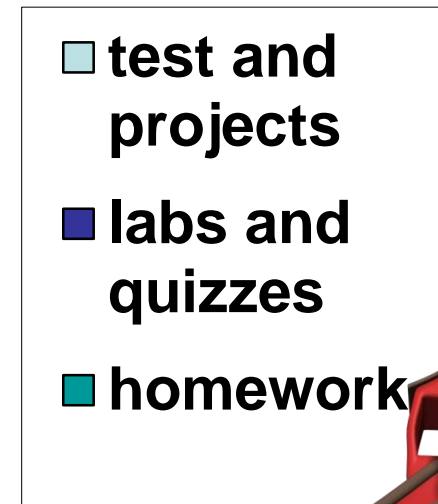 test and
projects
labs and
quizzes
homework